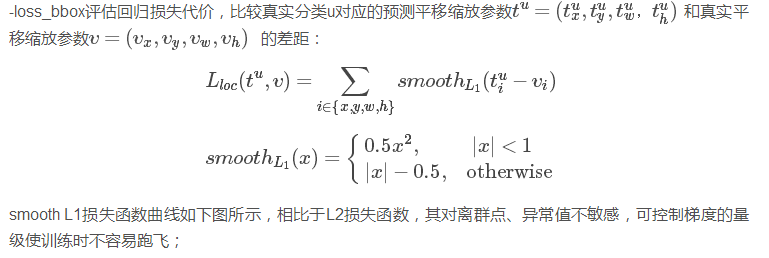 -loss_bbox评估回归损失代价，比较真实分类u对应的预测平移缩放参数t^u = (t_x^u, t_y^u, t_w^u, t_h^u) 和真实平
移缩放参数v = (v_x, v_y, v_w, v_h) 的差距：
L_{loc}(t^u, v) = \sum_{i∈{x,y,w,h}} smooth_{L_1}(t_i^u − v_i)
smooth_{L_1}(x) = { 0.5x^2, |x| < 1
|x| − 0.5, otherwise
smooth L1损失函数曲线如下图所示，相比于L2损失函数，其对离群点、异常值不敏感，可控制梯度的量
级使训练时不容易跑飞；